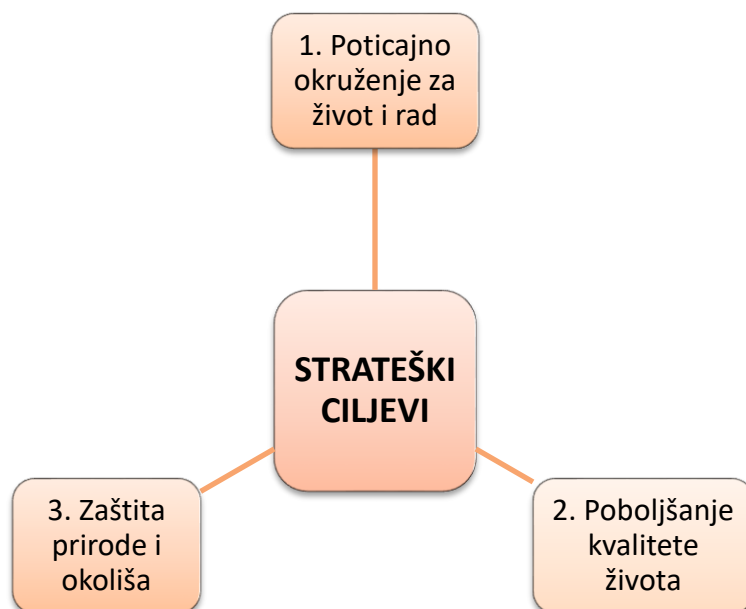 1. Poticajno
okruženje za
život i rad
STRATEŠKI
CILJEVI
3. Zaštita
prirode i
okoliša
2. Poboljšanje
kvalitete
života